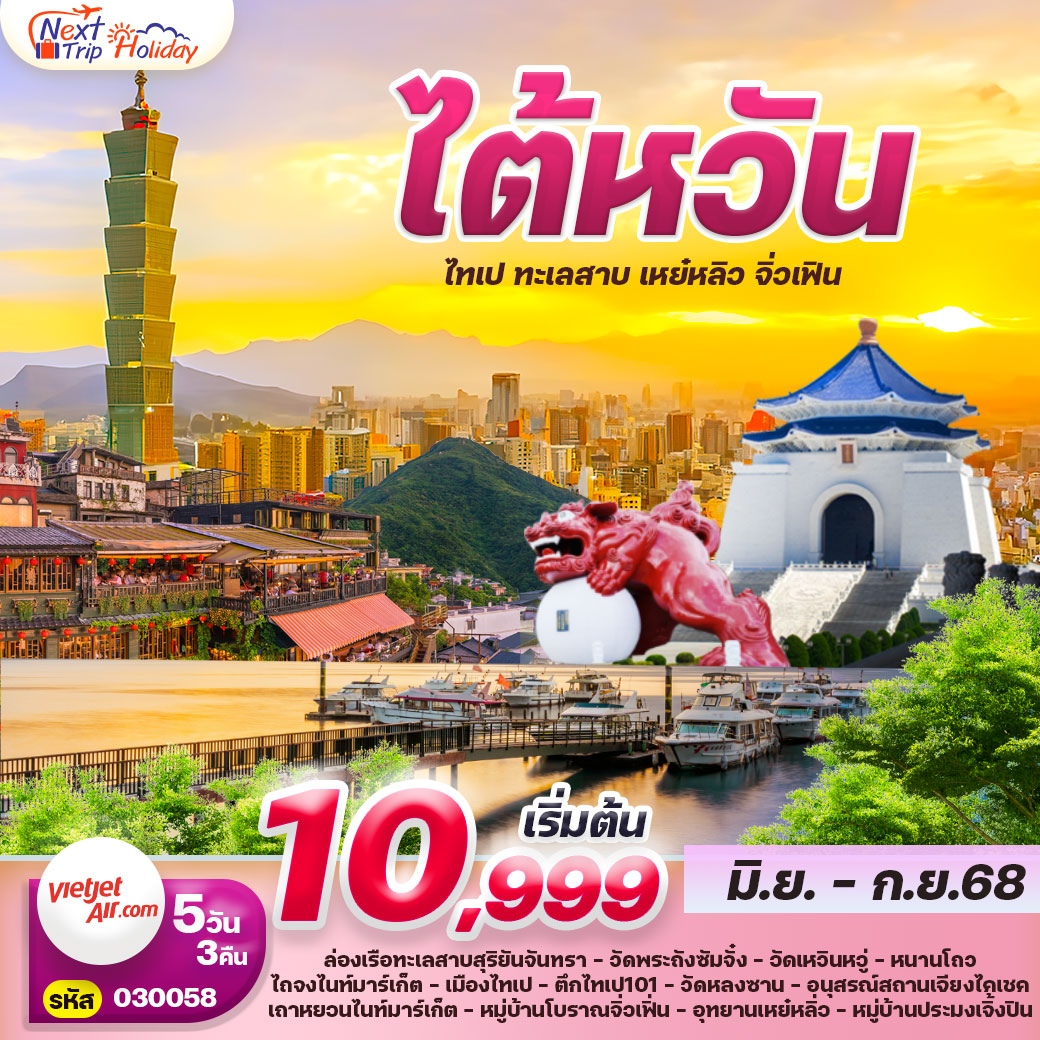 Next Trip Holiday
ไต้หวัน
ไทเป ทะเลสาบ เหย๋หลิว จิ่วเฟิน
เริ่มต้น
10,999
มิ.ย. - ก.ย.68
vietjet Air.com
5วัน
3คืน
รหัส 030058
ล่องเรือทะเลสาบสุริยันจันทรา - วัดพระถังซัมจั๋ง - วัดเหวินหวู่ - หนานโถว
ไถจงไนท์มาร์เก็ต - เมืองไทเป - ตึกไทเป101 - วัดหลงซาน - อนุสรณ์สถานเจียงไคเชค
เถาหยวนไนท์มาร์เก็ต - หมู่บ้านโบราณจิ่วเฟิ่น - อุทยานเหย๋หลิ่ว - หมู่บ้านประมงเจิ้งปิน